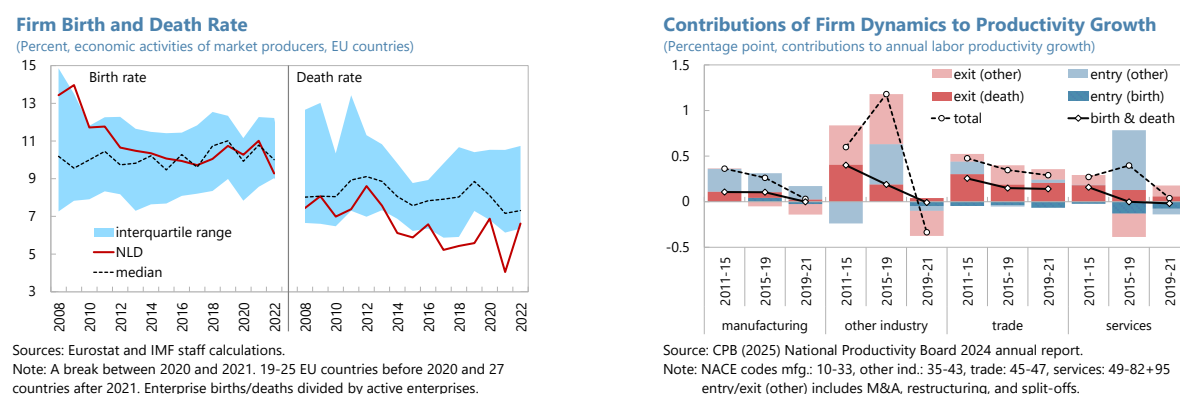 Firm Birth and Death Rate
(Percent, economic activities of market producers, EU countries)
15
13
11
9
7
5
3
Birth rate
Death rate
interquartile range
NLD
median
2008
2010
2012
2014
2016
2018
2020
2022
2008
2010
2012
2014
2016
2018
2020
2022
Sources: Eurostat and IMF staff calculations.
Note: A break between 2020 and 2021. 19-25 EU countries before 2020 and 27
countries after 2021. Enterprise births/deaths divided by active enterprises.
Contributions of Firm Dynamics to Productivity Growth
(Percentage point, contributions to annual labor productivity growth)
1.5
1
0.5
0
-0.5
exit (other)
entry (other)
exit (death)
entry (birth)
total
birth & death
2011-15
2015-19
2019-21
2011-15
2015-19
2019-21
2011-15
2015-19
2019-21
2011-15
2015-19
2019-21
manufacturing
other industry
trade
services
Source: CPB (2025) National Productivity Board 2024 annual report.
Note: NACE codes mfg.: 10-33, other ind.: 35-43, trade: 45-47, services: 49-82+95
entry/exit (other) includes M&A, restructuring, and split-offs.